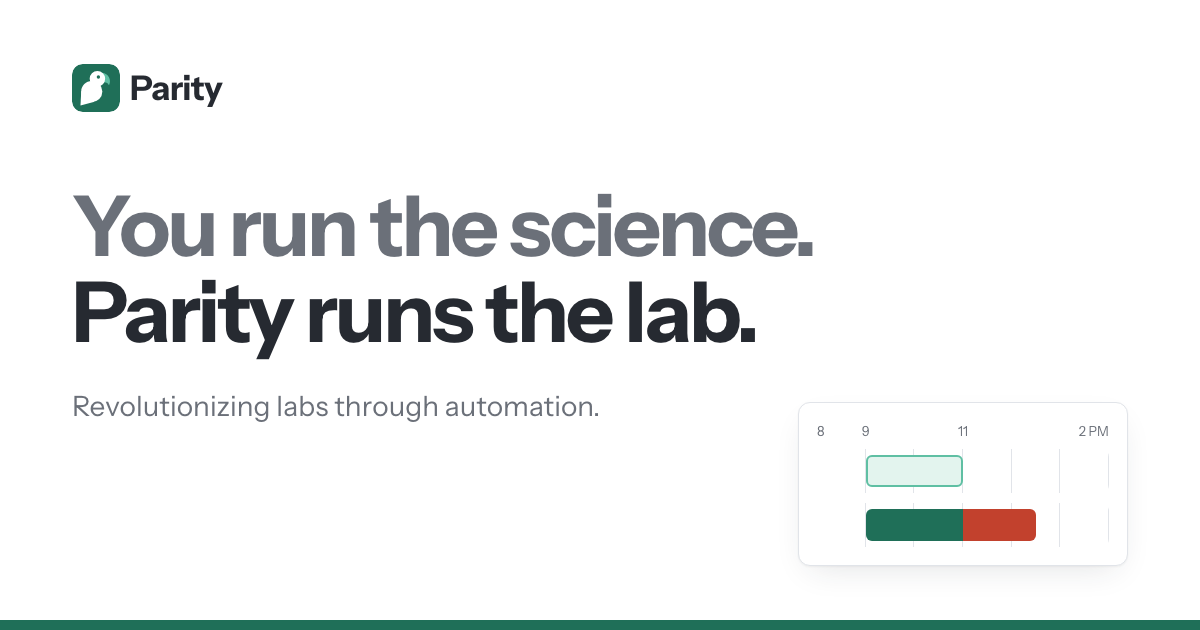 Parity
You run the science.
Parity runs the lab.
Revolutionizing labs through automation.
8 9 11 2 PM